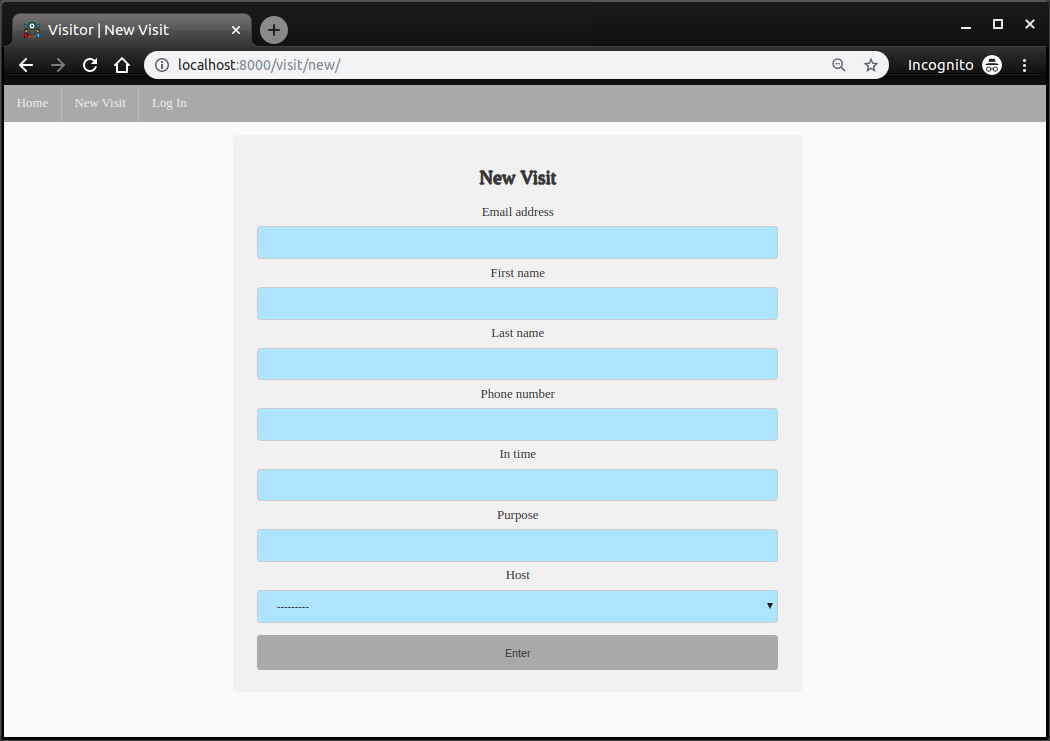 Visitor | New Visit
localhost:8000/visit/new/
Incognito
Home New Visit Log In
New Visit
Email address
First name
Last name
Phone number
In time
Purpose
Host
---------
Enter